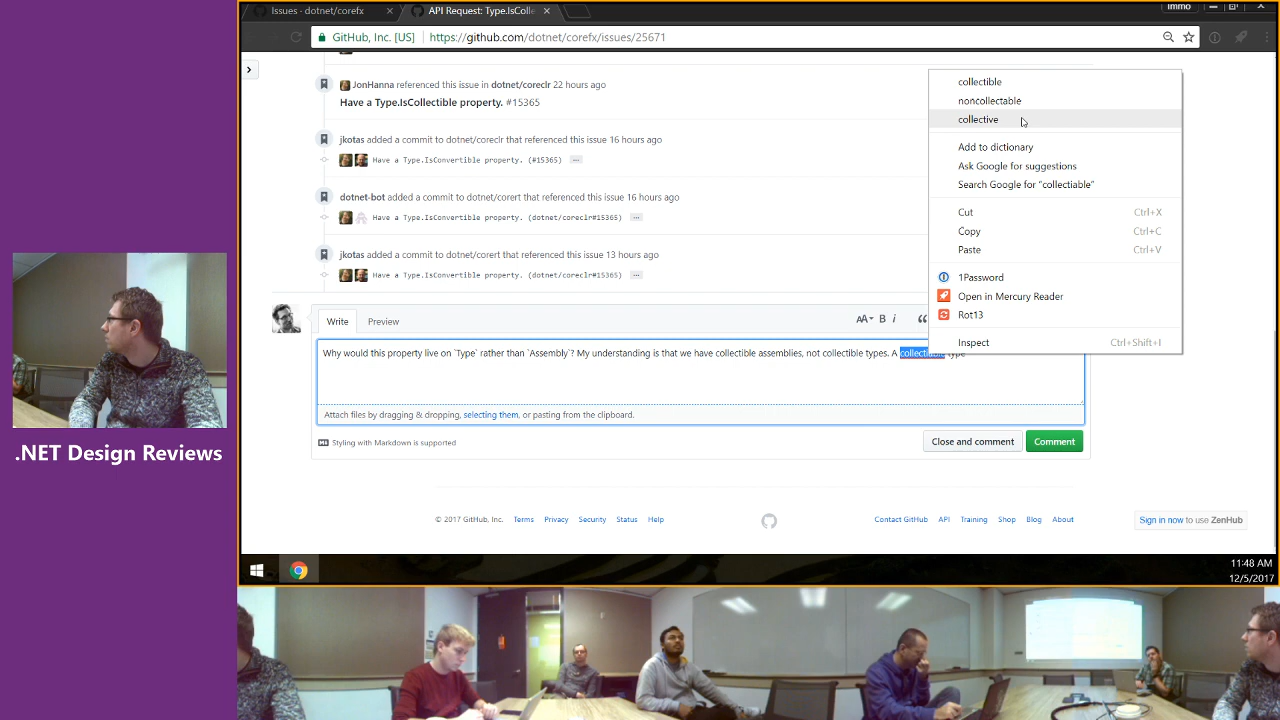 Issues - dotnet/corefx
API Request: Type.IsColle
Immo
GitHub, Inc. [US]
https://github.com/dotnet/corefx/issues/25671
JonHanna referenced this issue in dotnet/coreclr 22 hours ago
Have a Type.IsCollectible property. #15365
jkotas added a commit to dotnet/coreclr that referenced this issue 16 hours ago
Have a Type.IsConvertible property. (#15365)
dotnet-bot added a commit to dotnet/corert that referenced this issue 16 hours ago
Have a Type.IsConvertible property. (dotnet/coreclr#15365)
jkotas added a commit to dotnet/corert that referenced this issue 13 hours ago
Have a Type.IsConvertible property. (dotnet/coreclr#15365)
collectible
noncollectable
collective
Add to dictionary
Ask Google for suggestions
Search Google for "collectiable"
Cut Ctrl+X
Copy Ctrl+C
Paste Ctrl+V
1Password
Open in Mercury Reader
Rot13
Inspect Ctrl+Shift+I
Write
Preview
AA B i
Why would this property live on `Type` rather than `Assembly`? My understanding is that we have collectible assemblies, not collectible types. A collectiable type
Attach files by dragging & dropping, selecting them, or pasting from the clipboard.
Styling with Markdown is supported
Close and comment
Comment
© 2017 GitHub, Inc. Terms Privacy Security Status Help
Contact GitHub API Training Shop Blog About
Sign in now to use ZenHub
11:48 AM
12/5/2017
.NET Design Reviews